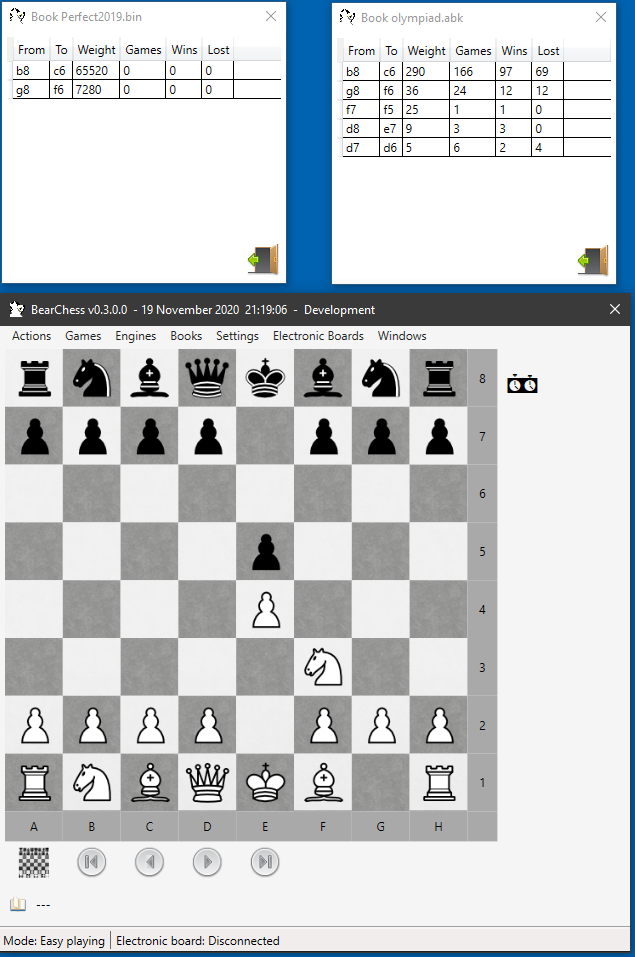 Book Perfect2019.bin
From To Weight Games Wins Lost
b8 c6 65520 0 0 0
g8 f6 7280 0 0 0
Book olympiad.abk
From To Weight Games Wins Lost
b8 c6 290 166 97 69
g8 f6 36 24 12 12
f7 f5 25 1 1 0
d8 e7 9 3 3 0
d7 d6 5 6 2 4
BearChess v0.3.0.0 - 19 November 2020 21:19:06 - Development
Actions Games Engines Books Settings Electronic Boards Windows
8
7
6
5
4
3
2
1
A B C D E F G H
---
Mode: Easy playing Electronic board: Disconnected